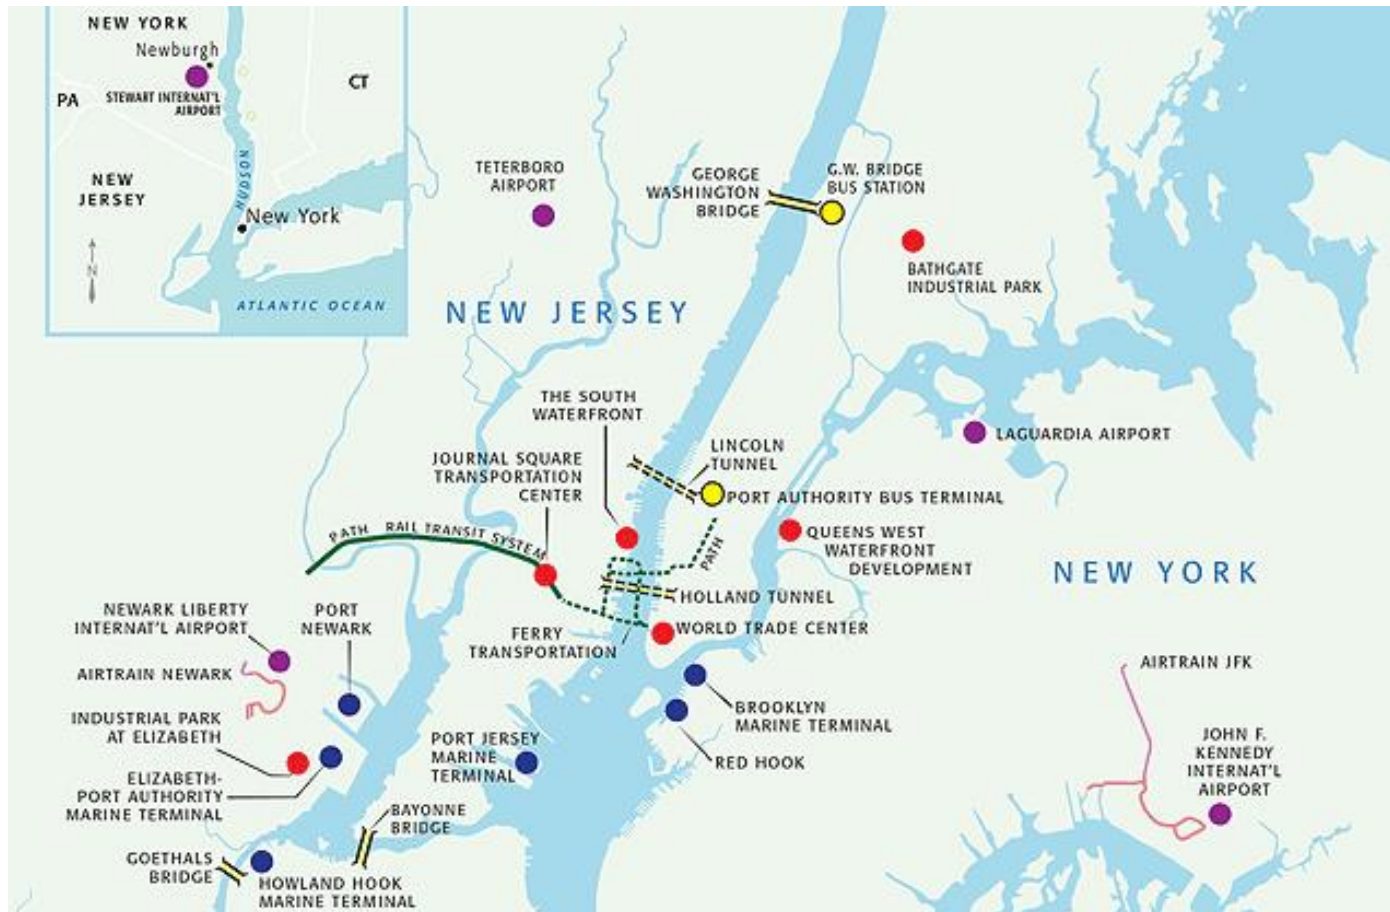 NEW YORK
Newburgh
PA
STEWART INTERNAT'L
AIRPORT
CT
NEW
JERSEY
HUDSON
New York
N
ATLANTIC OCEAN
TETERBORO
AIRPORT
GEORGE
WASHINGTON
BRIDGE
G.W. BRIDGE
BUS STATION
BATHGATE
INDUSTRIAL PARK
NEW JERSEY
THE SOUTH
WATERFRONT
LINCOLN
TUNNEL
LAGUARDIA AIRPORT
JOURNAL SQUARE
TRANSPORTATION
CENTER
PORT AUTHORITY BUS TERMINAL
PATH RAIL TRANSIT SYSTEM
PATH
QUEENS WEST
WATERFRONT
DEVELOPMENT
NEW YORK
HOLLAND TUNNEL
NEWARK LIBERTY
INTERNAT'L AIRPORT
PORT
NEWARK
FERRY
TRANSPORTATION
WORLD TRADE CENTER
AIRTRAIN NEWARK
AIRTRAIN JFK
INDUSTRIAL PARK
AT ELIZABETH
PORT JERSEY
MARINE
TERMINAL
BROOKLYN
MARINE TERMINAL
RED HOOK
JOHN F.
KENNEDY
INTERNAT'L
AIRPORT
ELIZABETH-
PORT AUTHORITY
MARINE TERMINAL
BAYONNE
BRIDGE
GOETHALS
BRIDGE
HOWLAND HOOK
MARINE TERMINAL